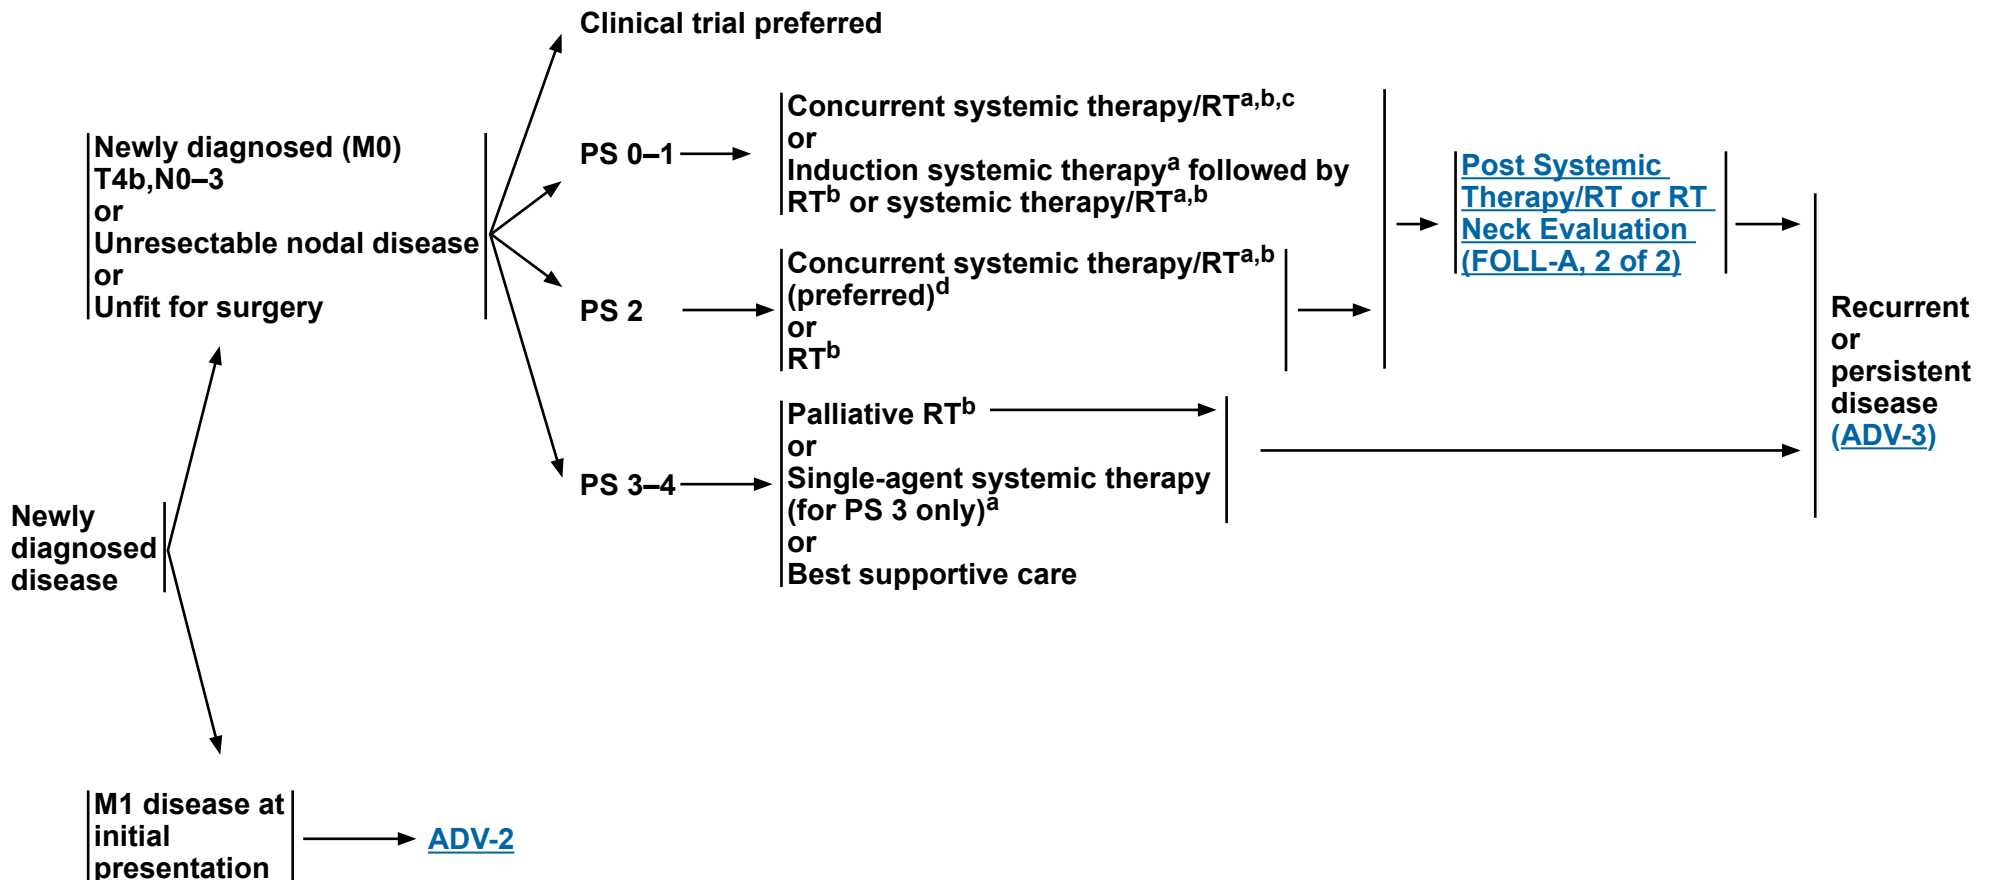 Clinical trial preferred
Newly diagnosed (M0)
T4b,N0–3
or
Unresectable nodal disease
or
Unfit for surgery
PS 0–1
Concurrent systemic therapy/RTa,b,c
or
Induction systemic therapya followed by
RTb or systemic therapy/RTa,b
PS 2
Concurrent systemic therapy/RTa,b
(preferred)d
or
RTb
PS 3–4
Palliative RTb
or
Single-agent systemic therapy
(for PS 3 only)a
or
Best supportive care
Post Systemic
Therapy/RT or RT
Neck Evaluation
(FOLL-A, 2 of 2)
Recurrent
or
persistent
disease
(ADV-3)
Newly
diagnosed
disease
M1 disease at
initial
presentation
ADV-2